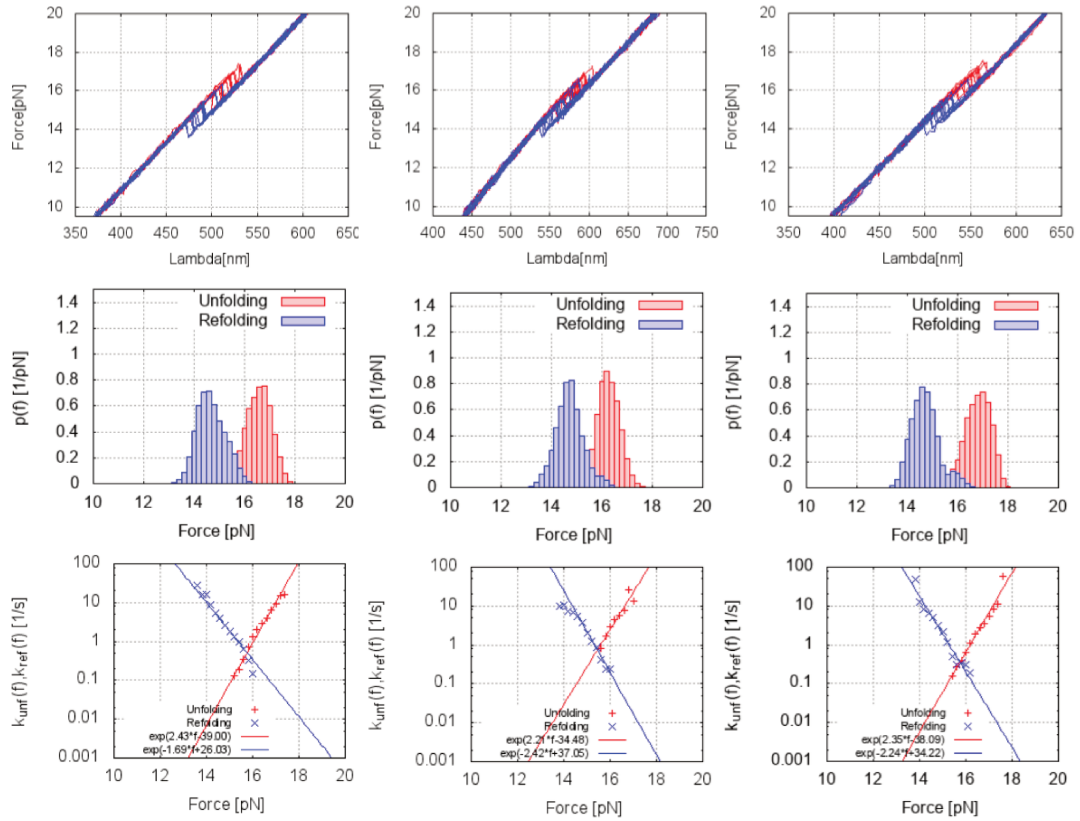 20
18
16
14
12
10
Force[pN]
350 400 450 500 550 600 650
Lambda[nm]
20
18
16
14
12
10
Force[pN]
400 450 500 550 600 650 700 750
Lambda[nm]
20
18
16
14
12
10
Force[pN]
350 400 450 500 550 600 650
Lambda[nm]
1.4
1.2
1
0.8
0.6
0.4
0.2
0
p(f) [1/pN]
Unfolding
Refolding
10 12 14 16 18 20
Force [pN]
1.4
1.2
1
0.8
0.6
0.4
0.2
0
p(f) [1/pN]
Unfolding
Refolding
10 12 14 16 18 20
Force [pN]
1.4
1.2
1
0.8
0.6
0.4
0.2
0
p(f) [1/pN]
Unfolding
Refolding
10 12 14 16 18 20
Force [pN]
100
10
1
0.1
0.01
0.001
kunf(f),kref(f) [1/s]
Unfolding
Refolding
exp(2.43*f-39.00)
exp(-1.69*f+26.03)
10 12 14 16 18 20
Force [pN]
100
10
1
0.1
0.01
0.001
kunf(f),kref(f) [1/s]
Unfolding
Refolding
exp(2.21*f-34.48)
exp(-2.42*f+37.05)
10 12 14 16 18 20
Force [pN]
100
10
1
0.1
0.01
0.001
kunf(f),kref(f) [1/s]
Unfolding
Refolding
exp(2.35*f-38.09)
exp(-2.24*f+34.22)
10 12 14 16 18 20
Force [pN]